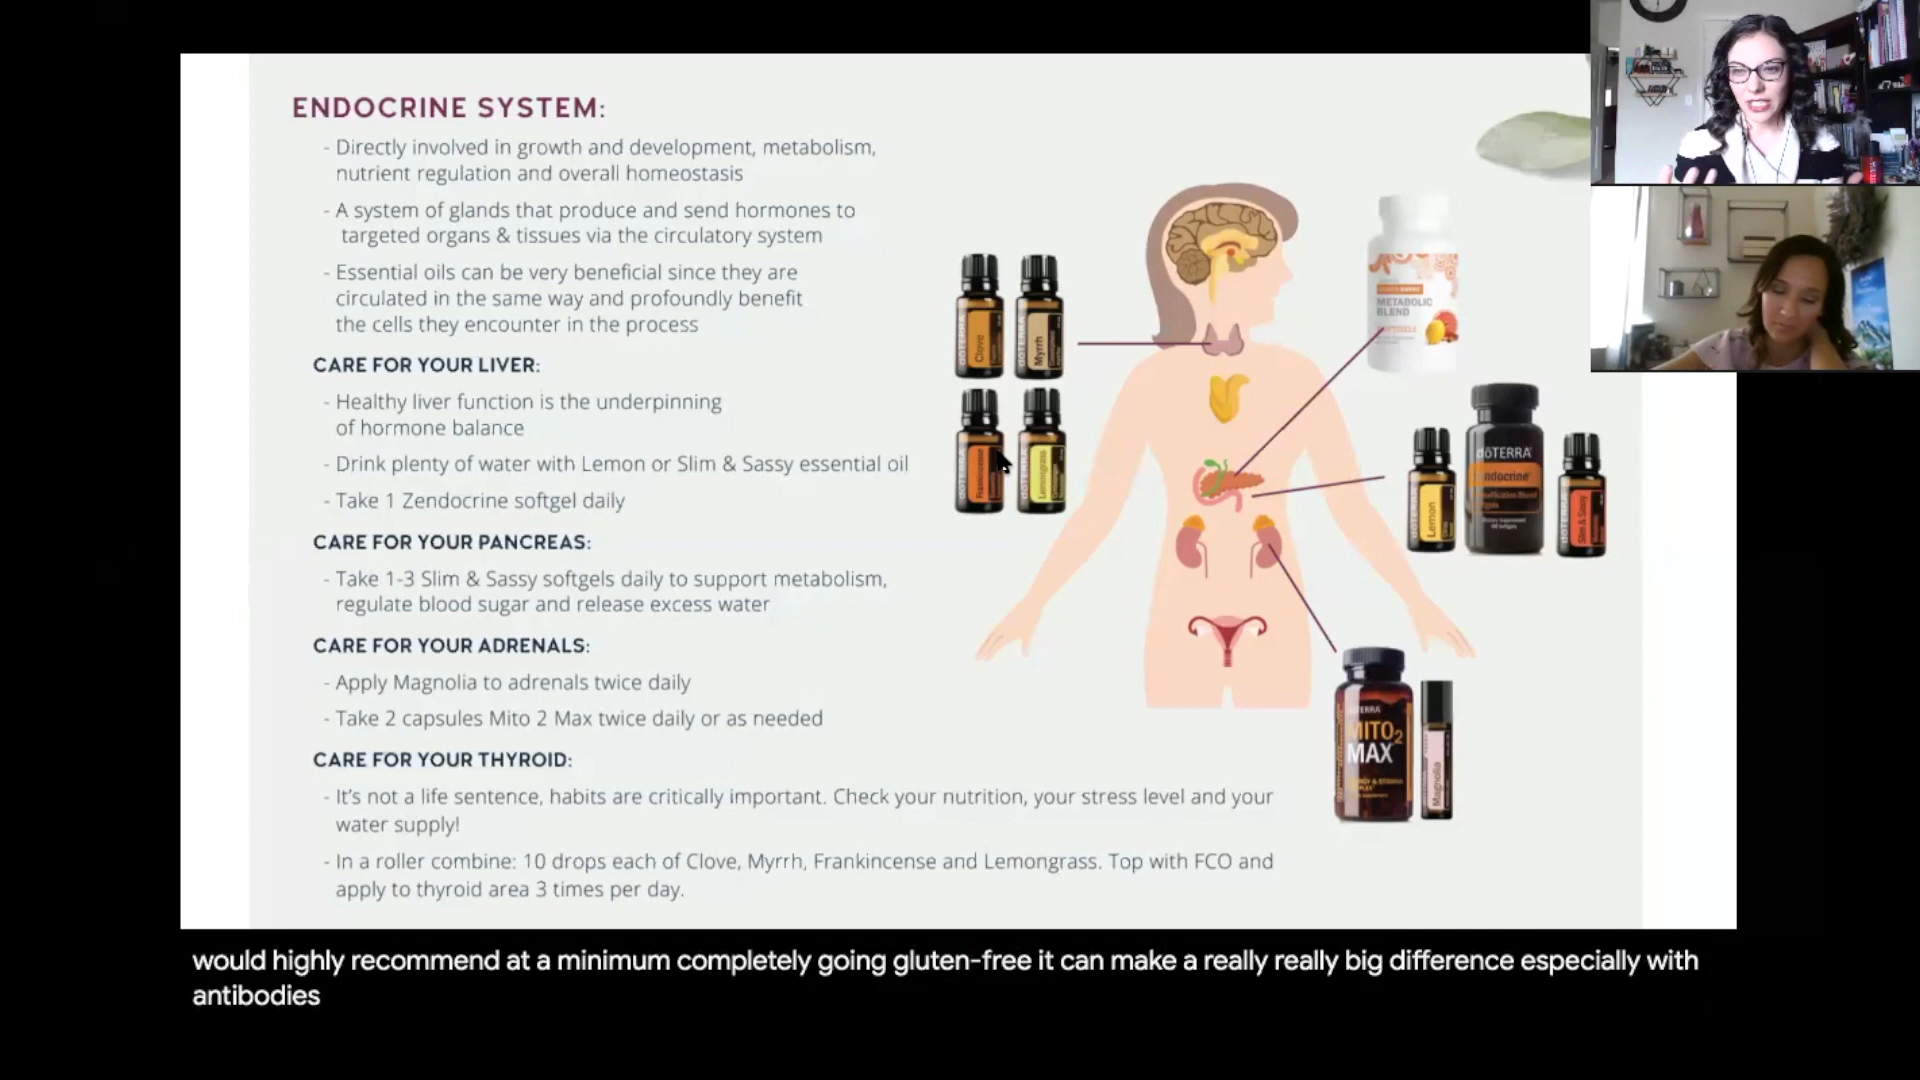 ENDOCRINE SYSTEM:
- Directly involved in growth and development, metabolism,
nutrient regulation and overall homeostasis
- A system of glands that produce and send hormones to
targeted organs & tissues via the circulatory system
- Essential oils can be very beneficial since they are
circulated in the same way and profoundly benefit
the cells they encounter in the process
CARE FOR YOUR LIVER:
- Healthy liver function is the underpinning
of hormone balance
- Drink plenty of water with Lemon or Slim & Sassy essential oil
- Take 1 Zendocrine softgel daily
CARE FOR YOUR PANCREAS:
- Take 1-3 Slim & Sassy softgels daily to support metabolism,
regulate blood sugar and release excess water
CARE FOR YOUR ADRENALS:
- Apply Magnolia to adrenals twice daily
- Take 2 capsules Mito 2 Max twice daily or as needed
CARE FOR YOUR THYROID:
- It's not a life sentence, habits are critically important. Check your nutrition, your stress level and your
water supply!
- In a roller combine: 10 drops each of Clove, Myrrh, Frankincense and Lemongrass. Top with FCO and
apply to thyroid area 3 times per day.
dōTERRA
Clove
dōTERRA
Myrrh
dōTERRA
Frankincense
dōTERRA
Lemongrass
METABOLIC
BLEND
dōTERRA
Lemon
dōTERRA
ndocrine
dōTERRA
Slim & Sassy
MITO2
MAX
Magnolia
would highly recommend at a minimum completely going gluten-free it can make a really really big difference especially with
antibodies